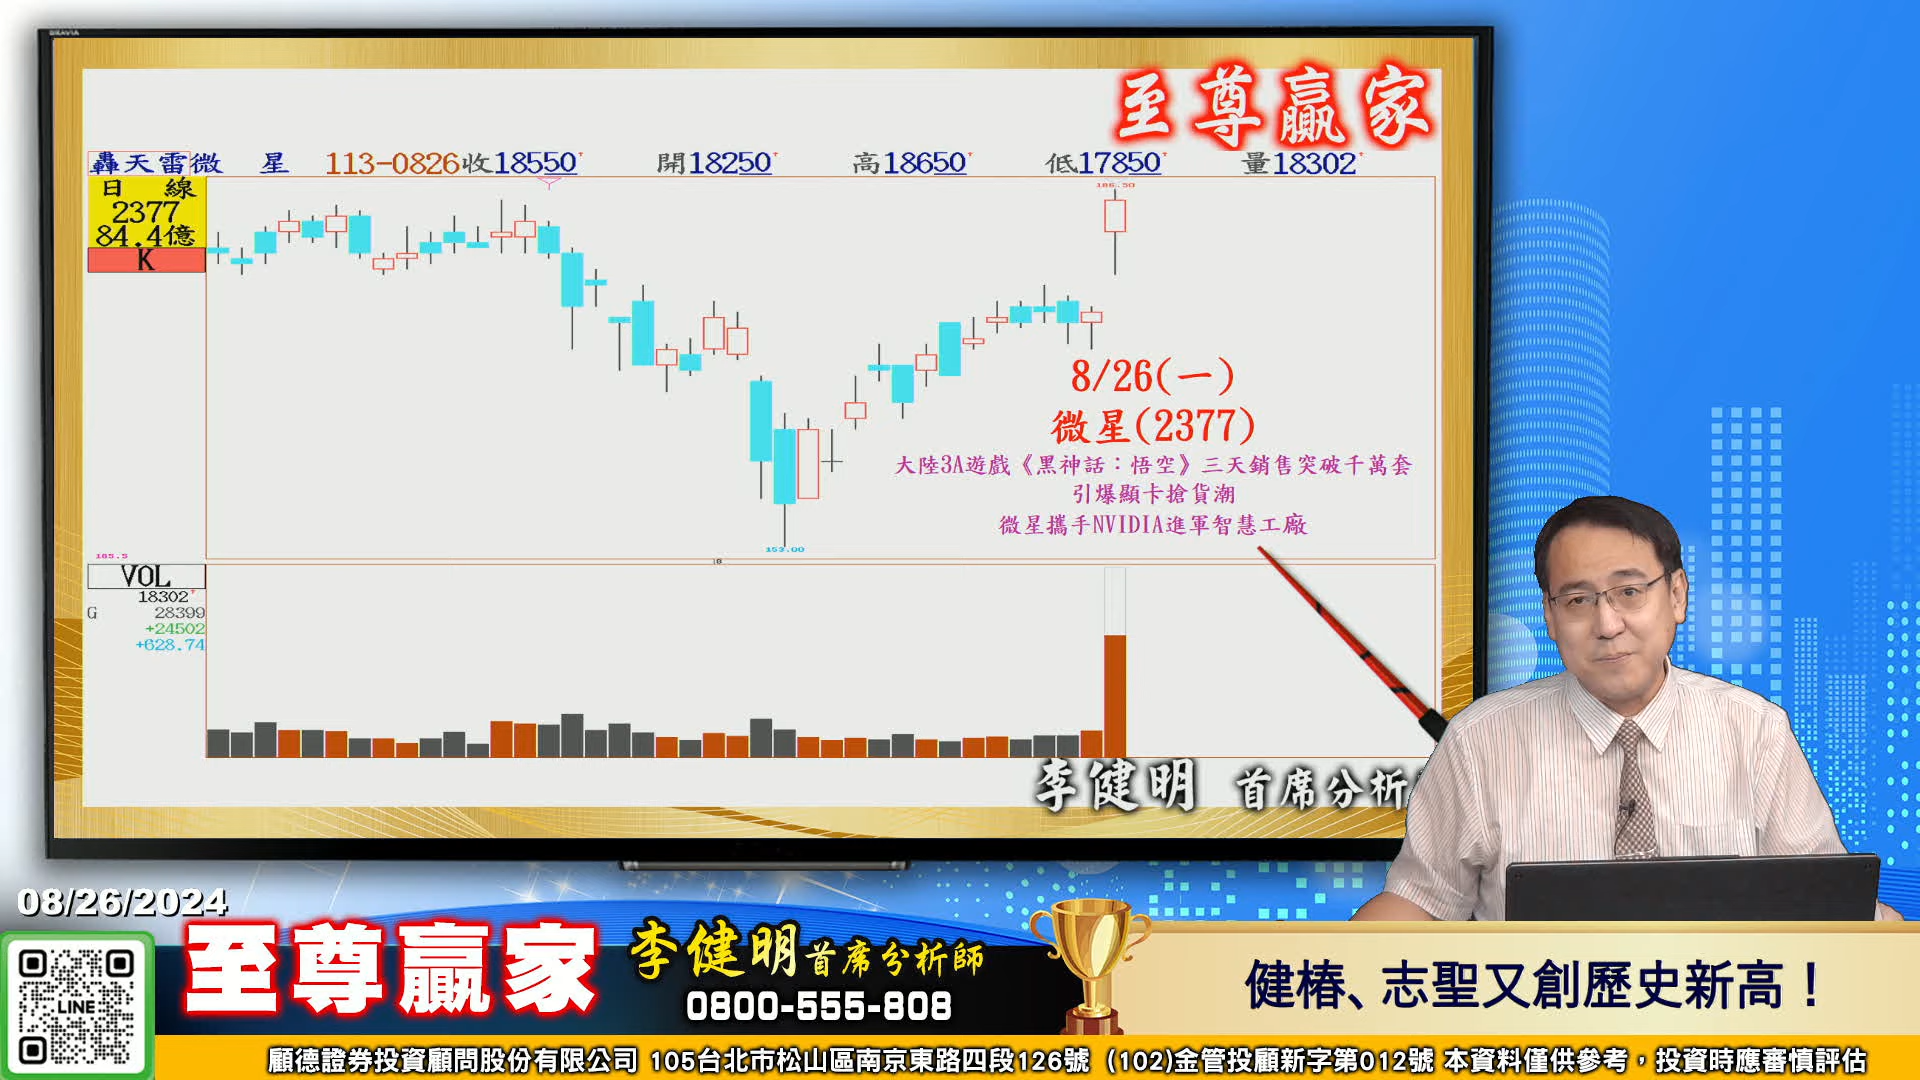 BRAVIA
至尊贏家
轟天雷微 星 113-0826收18550 開18250 高18650 低17850 量18302
日 線
2377
84.4億
K
186.50
8/26(一)
微星(2377)
大陸3A遊戲《黑神話：悟空》三天銷售突破千萬套
引爆顯卡搶貨潮
微星攜手NVIDIA進軍智慧工廠
153.00
165.5
8
VOL
18302
G 28399
+24502
+628.74
李健明 首席分析
08/26/2024
至尊贏家 李健明首席分析師
0800-555-808
LINE
健椿、志聖又創歷史新高！
顧德證券投資顧問股份有限公司 105台北市松山區南京東路四段126號 (102)金管投顧新字第012號 本資料僅供參考，投資時應審慎評估